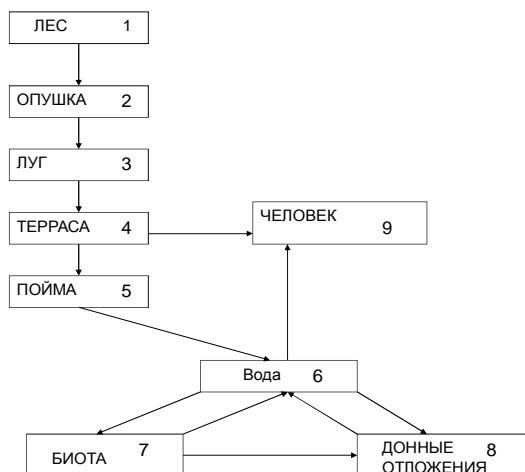 ЛЕС 1
ОПУШКА 2
ЛУГ 3
ТЕРРАСА 4
ЧЕЛОВЕК 9
ПОЙМА 5
Вода 6
БИОТА 7
ДОННЫЕ 8
ОТЛОЖЕНИЯ